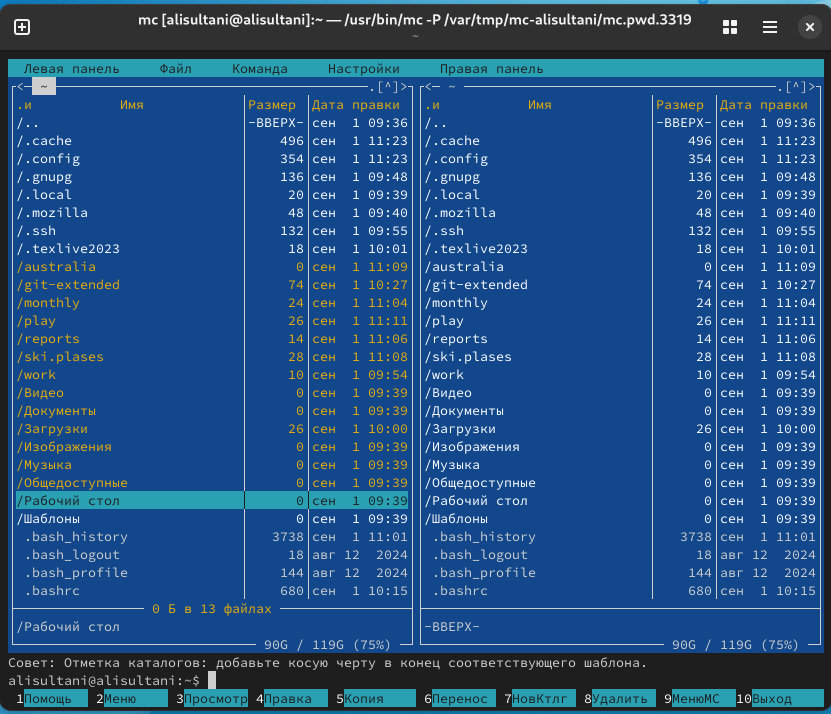 mc [alisultani@alisultani]:~ — /usr/bin/mc -P /var/tmp/mc-alisultani/mc.pwd.3319
~
Левая панель Файл Команда Настройки Правая панель
<─ ~ .[^]> <─ ~ .[^]>
.и Имя Размер Дата правки .и Имя Размер Дата правки
/.. -ВВЕРХ- сен 1 09:36 /.. -ВВЕРХ- сен 1 09:36
/.cache 496 сен 1 11:23 /.cache 496 сен 1 11:23
/.config 354 сен 1 11:23 /.config 354 сен 1 11:23
/.gnupg 136 сен 1 09:48 /.gnupg 136 сен 1 09:48
/.local 20 сен 1 09:39 /.local 20 сен 1 09:39
/.mozilla 48 сен 1 09:40 /.mozilla 48 сен 1 09:40
/.ssh 132 сен 1 09:55 /.ssh 132 сен 1 09:55
/.texlive2023 18 сен 1 10:01 /.texlive2023 18 сен 1 10:01
/australia 0 сен 1 11:09 /australia 0 сен 1 11:09
/git-extended 74 сен 1 10:27 /git-extended 74 сен 1 10:27
/monthly 24 сен 1 11:04 /monthly 24 сен 1 11:04
/play 26 сен 1 11:11 /play 26 сен 1 11:11
/reports 14 сен 1 11:06 /reports 14 сен 1 11:06
/ski.plases 28 сен 1 11:08 /ski.plases 28 сен 1 11:08
/work 10 сен 1 09:54 /work 10 сен 1 09:54
/Видео 0 сен 1 09:39 /Видео 0 сен 1 09:39
/Документы 0 сен 1 09:39 /Документы 0 сен 1 09:39
/Загрузки 26 сен 1 10:00 /Загрузки 26 сен 1 10:00
/Изображения 0 сен 1 09:39 /Изображения 0 сен 1 09:39
/Музыка 0 сен 1 09:39 /Музыка 0 сен 1 09:39
/Общедоступные 0 сен 1 09:39 /Общедоступные 0 сен 1 09:39
/Рабочий стол 0 сен 1 09:39 /Рабочий стол 0 сен 1 09:39
/Шаблоны 0 сен 1 09:39 /Шаблоны 0 сен 1 09:39
.bash_history 3738 сен 1 11:01 .bash_history 3738 сен 1 11:01
.bash_logout 18 авг 12 2024 .bash_logout 18 авг 12 2024
.bash_profile 144 авг 12 2024 .bash_profile 144 авг 12 2024
.bashrc 680 сен 1 10:15 .bashrc 680 сен 1 10:15
0 Б в 13 файлах
/Рабочий стол -ВВЕРХ-
90G / 119G (75%) 90G / 119G (75%)
Совет: Отметка каталогов: добавьте косую черту в конец соответствующего шаблона.
alisultani@alisultani:~$
1Помощь 2Меню 3Просмотр 4Правка 5Копия 6Перенос 7НовКтлг 8Удалить 9МенюMC 10Выход